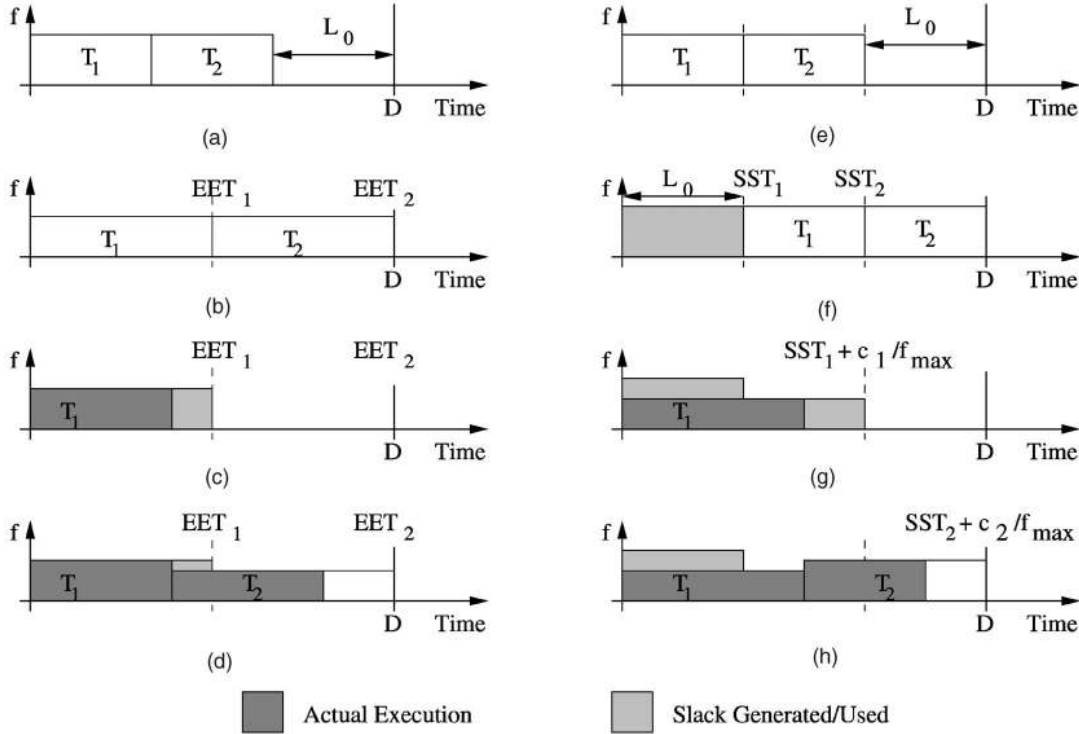 f
T1
T2
L0
D
Time
(a)
f
EET1
EET2
T1
T2
D
Time
(b)
f
EET1
EET2
T1
D
Time
(c)
f
EET1
EET2
T1
T2
D
Time
(d)
f
T1
T2
L0
D
Time
(e)
f
L0
SST1
SST2
T1
T2
D
Time
(f)
f
SST1 + c1/fmax
T1
D
Time
(g)
f
SST2 + c2/fmax
T1
T2
D
Time
(h)
Actual Execution
Slack Generated/Used